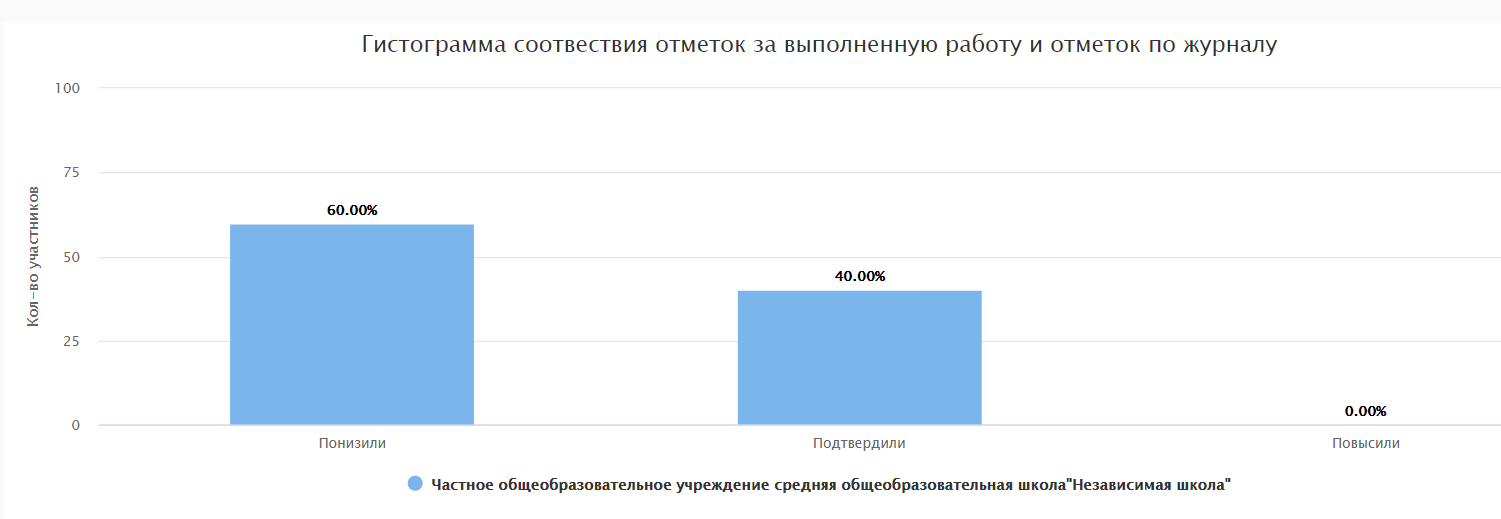 Гистограмма соотвествия отметок за выполненную работу и отметок по журналу
100
75
50
25
0
Кол-во участников
60.00%
40.00%
0.00%
Понизили
Подтвердили
Повысили
Частное общеобразовательное учреждение средняя общеобразовательная школа"Независимая школа"